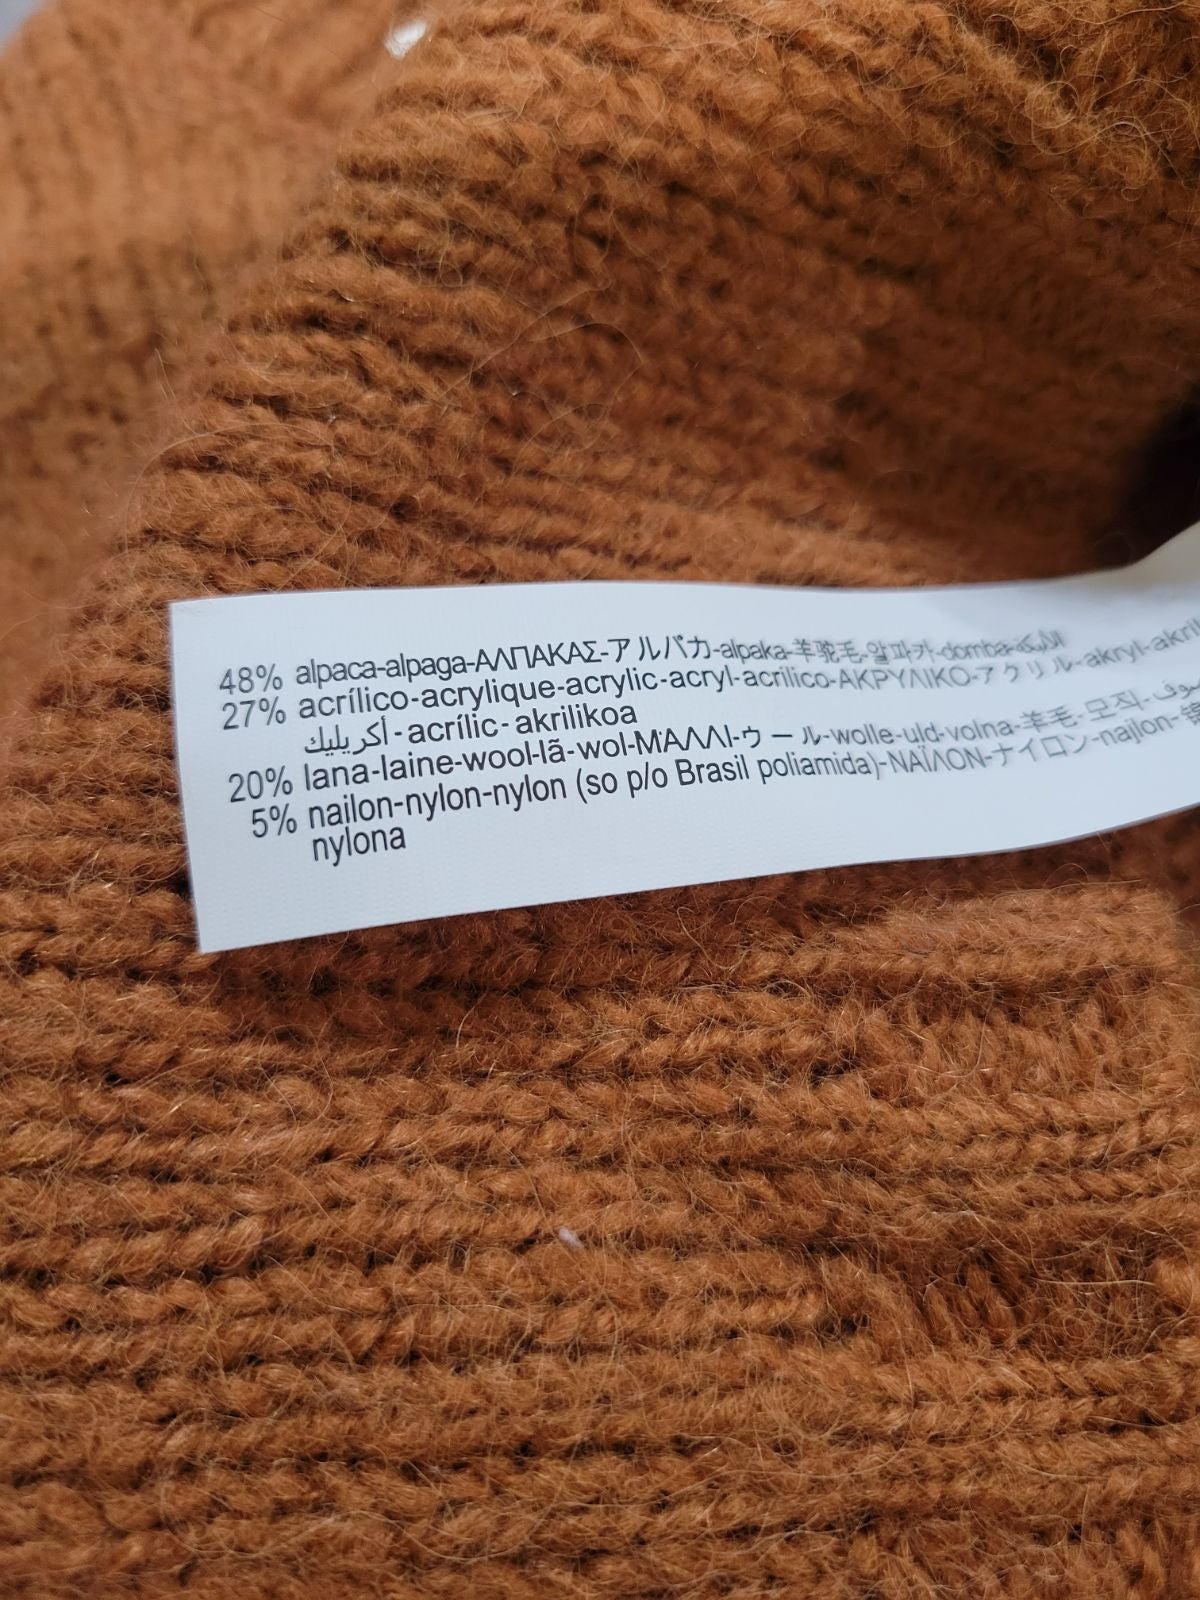 48% alpaca-alpaga-ΑΛΠΑΚΑΣ-アルパカ-alpaka-羊驼毛-알파카-domba-
27% acrílico-acrylique-acrylic-acryl-acrilico-ΑΚΡΥΛΙΚΟ-アクリル-akryl-akril
أكريليك-acrílic-akrilikoa
20% lana-laine-wool-lã-wol-ΜΑΛΛΙ-ウール-wolle-uld-volna-羊毛-모직-صوف
5% nailon-nylon-nylon (so p/o Brasil poliamida)-ΝΑΪΛΟΝ-ナイロン-najlon-
nylona